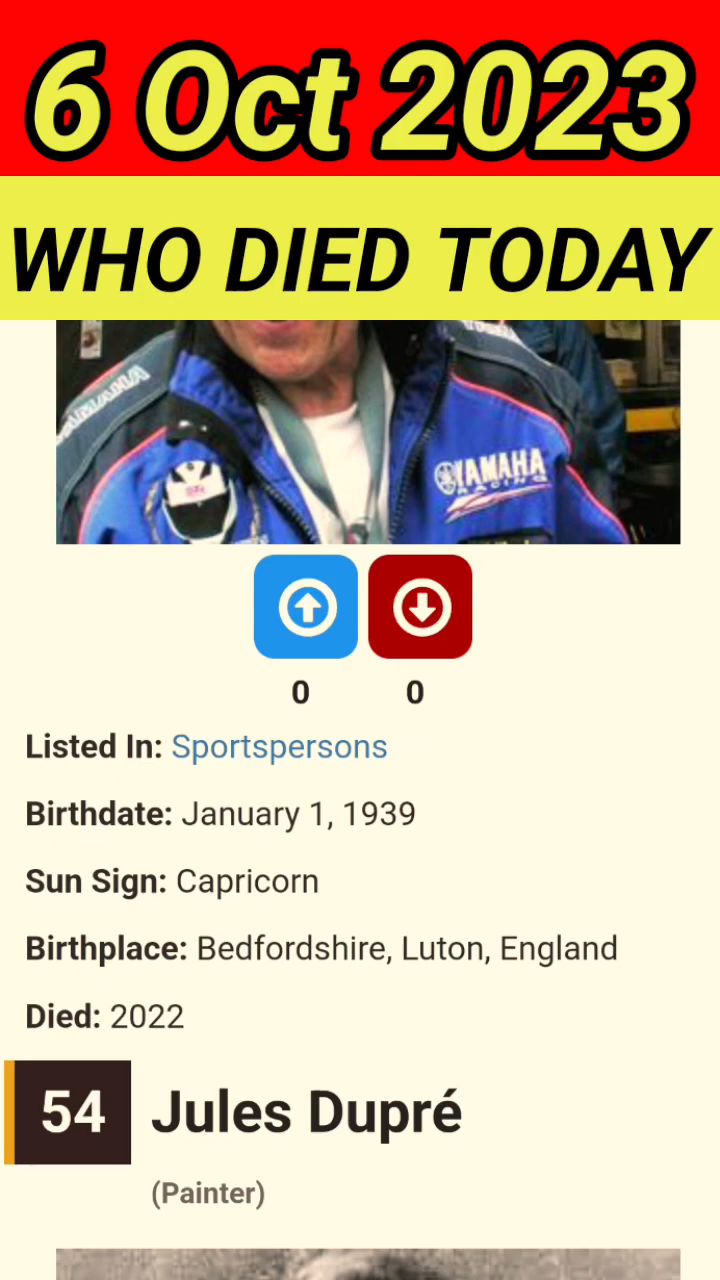 6 Oct 2023
WHO DIED TODAY
YAMAHA
YAMAHA
RACING
0 0
Listed In: Sportspersons
Birthdate: January 1, 1939
Sun Sign: Capricorn
Birthplace: Bedfordshire, Luton, England
Died: 2022
54 Jules Dupré
(Painter)